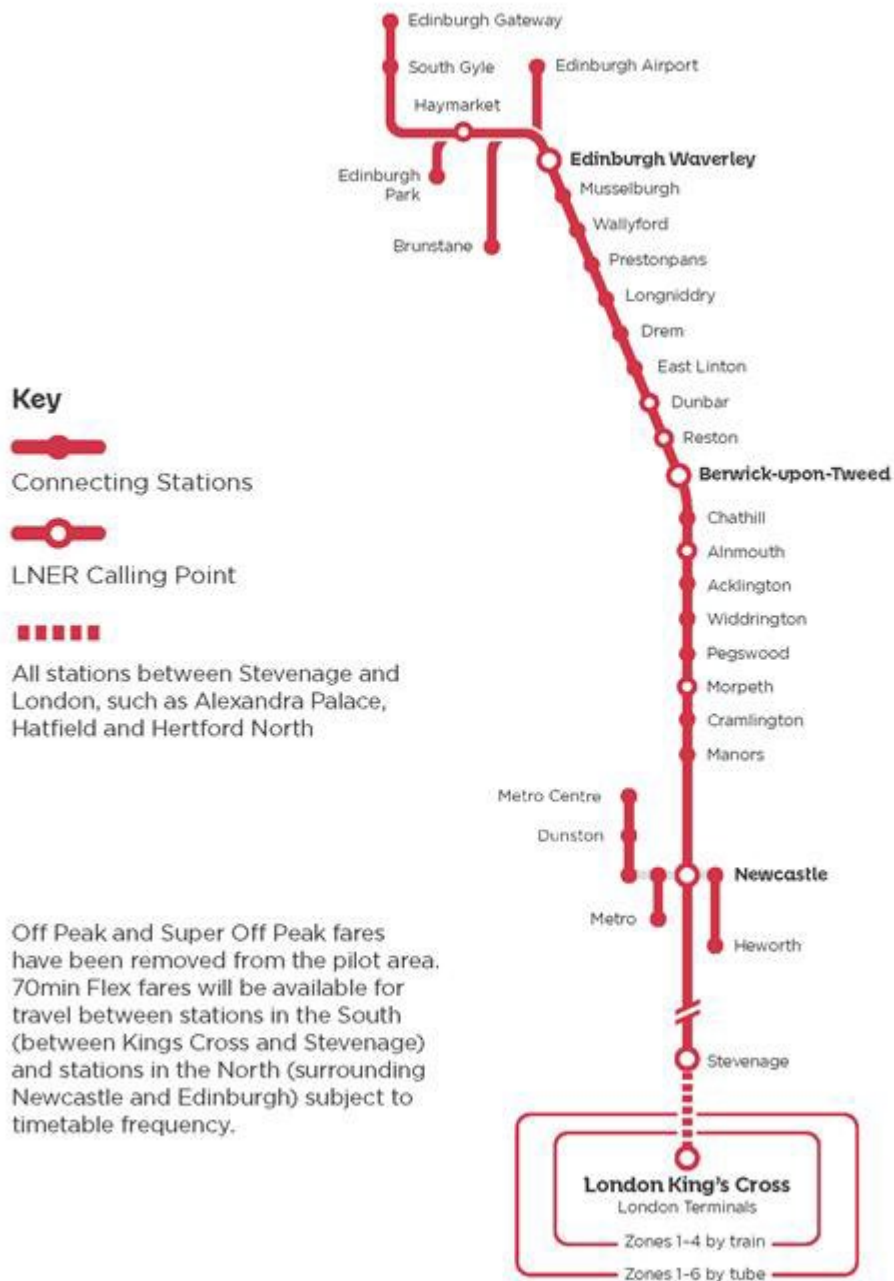 Edinburgh Gateway
South Gyle
Edinburgh Airport
Haymarket
Edinburgh Waverley
Edinburgh
Park
Musselburgh
Wallyford
Brunstane
Prestonpans
Longniddry
Drem
East Linton
Dunbar
Reston
Berwick-upon-Tweed
Chathill
Alnmouth
Acklington
Widdrington
Pegswood
Morpeth
Cramlington
Manors
Metro Centre
Dunston
Newcastle
Metro
Heworth
Stevenage
London King's Cross
London Terminals
Zones 1-4 by train
Zones 1-6 by tube
Key
Connecting Stations
LNER Calling Point
All stations between Stevenage and
London, such as Alexandra Palace,
Hatfield and Hertford North
Off Peak and Super Off Peak fares
have been removed from the pilot area.
70min Flex fares will be available for
travel between stations in the South
(between Kings Cross and Stevenage)
and stations in the North (surrounding
Newcastle and Edinburgh) subject to
timetable frequency.